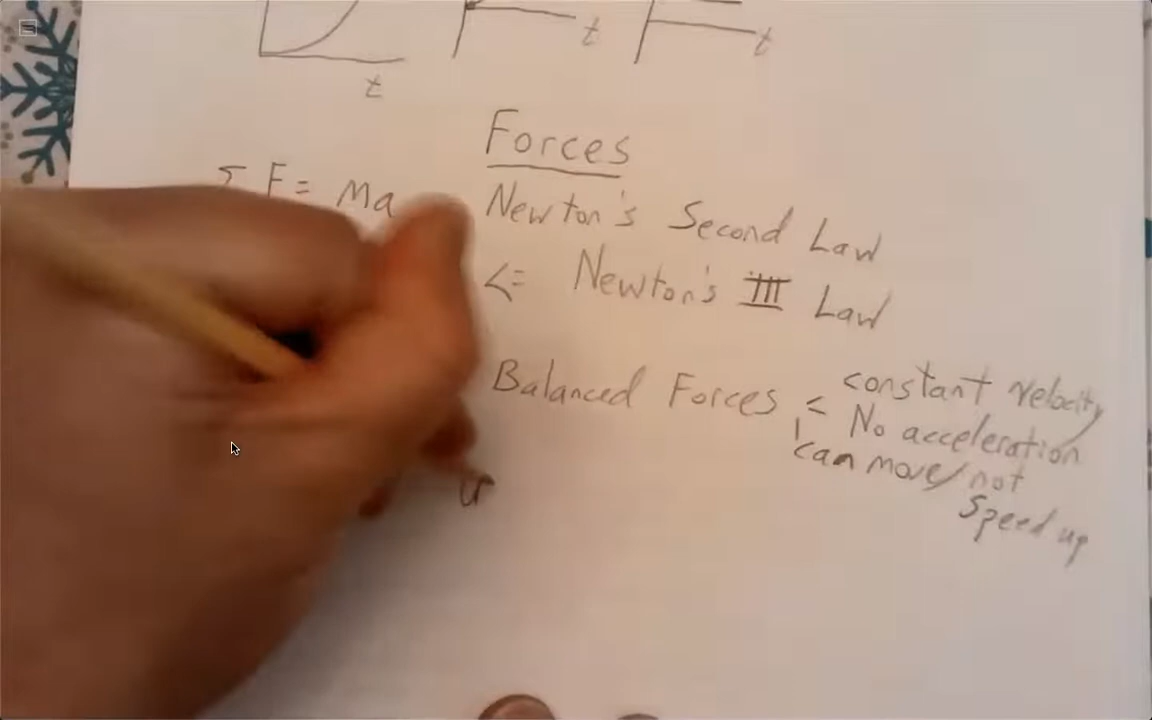 t
t
t
Forces
Σ F = Ma
Newton's Second Law
<= Newton's III Law
Balanced Forces < constant velocity
No acceleration
can move/not
Speed up